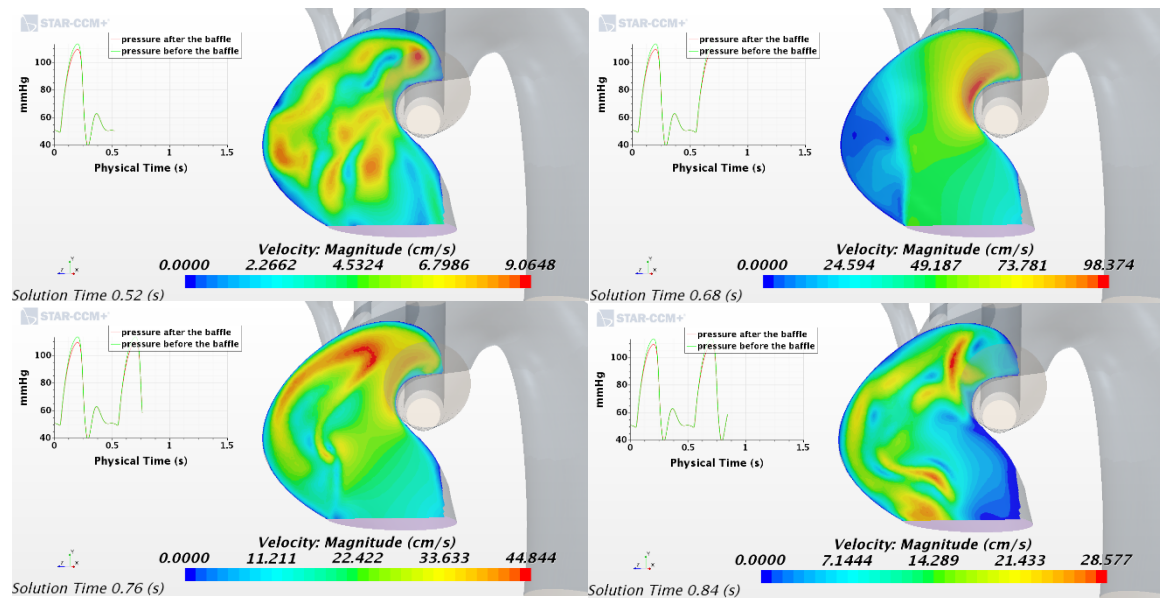 STAR-CCM+
pressure after the baffle
pressure before the baffle
mmHg
100
80
60
40
0
0.5
1
1.5
Physical Time (s)
Velocity: Magnitude (cm/s)
0.0000 2.2662 4.5324 6.7986 9.0648
Solution Time 0.52 (s)
STAR-CCM+
pressure after the baffle
pressure before the baffle
mmHg
100
80
60
40
0
0.5
1
1.5
Physical Time (s)
Velocity: Magnitude (cm/s)
0.0000 24.594 49.187 73.781 98.374
Solution Time 0.68 (s)
STAR-CCM+
pressure after the baffle
pressure before the baffle
mmHg
100
80
60
40
0
0.5
1
1.5
Physical Time (s)
Velocity: Magnitude (cm/s)
0.0000 11.211 22.422 33.633 44.844
Solution Time 0.76 (s)
STAR-CCM+
pressure after the baffle
pressure before the baffle
mmHg
100
80
60
40
0
0.5
1
1.5
Physical Time (s)
Velocity: Magnitude (cm/s)
0.0000 7.1444 14.289 21.433 28.577
Solution Time 0.84 (s)